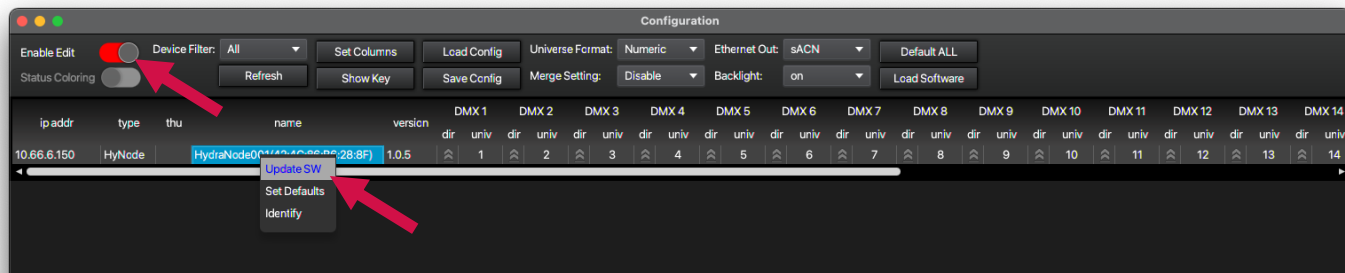 Configuration
Enable Edit Device Filter: All Set Columns Load Config Universe Format: Numeric Ethernet Out: sACN Default ALL
Status Coloring Refresh Show Key Save Config Merge Setting: Disable Backlight: on Load Software
DMX 1 DMX 2 DMX 3 DMX 4 DMX 5 DMX 6 DMX 7 DMX 8 DMX 9 DMX 10 DMX 11 DMX 12 DMX 13 DMX 14
ip addr type thu name version
dir univ dir univ dir univ dir univ dir univ dir univ dir univ dir univ dir univ dir univ dir univ dir univ dir univ dir univ
10.66.6.150 HyNode 1.0.5 1 2 3 4 5 6 7 8 9 10 11 12 13 14
Update SW
Set Defaults
Identify